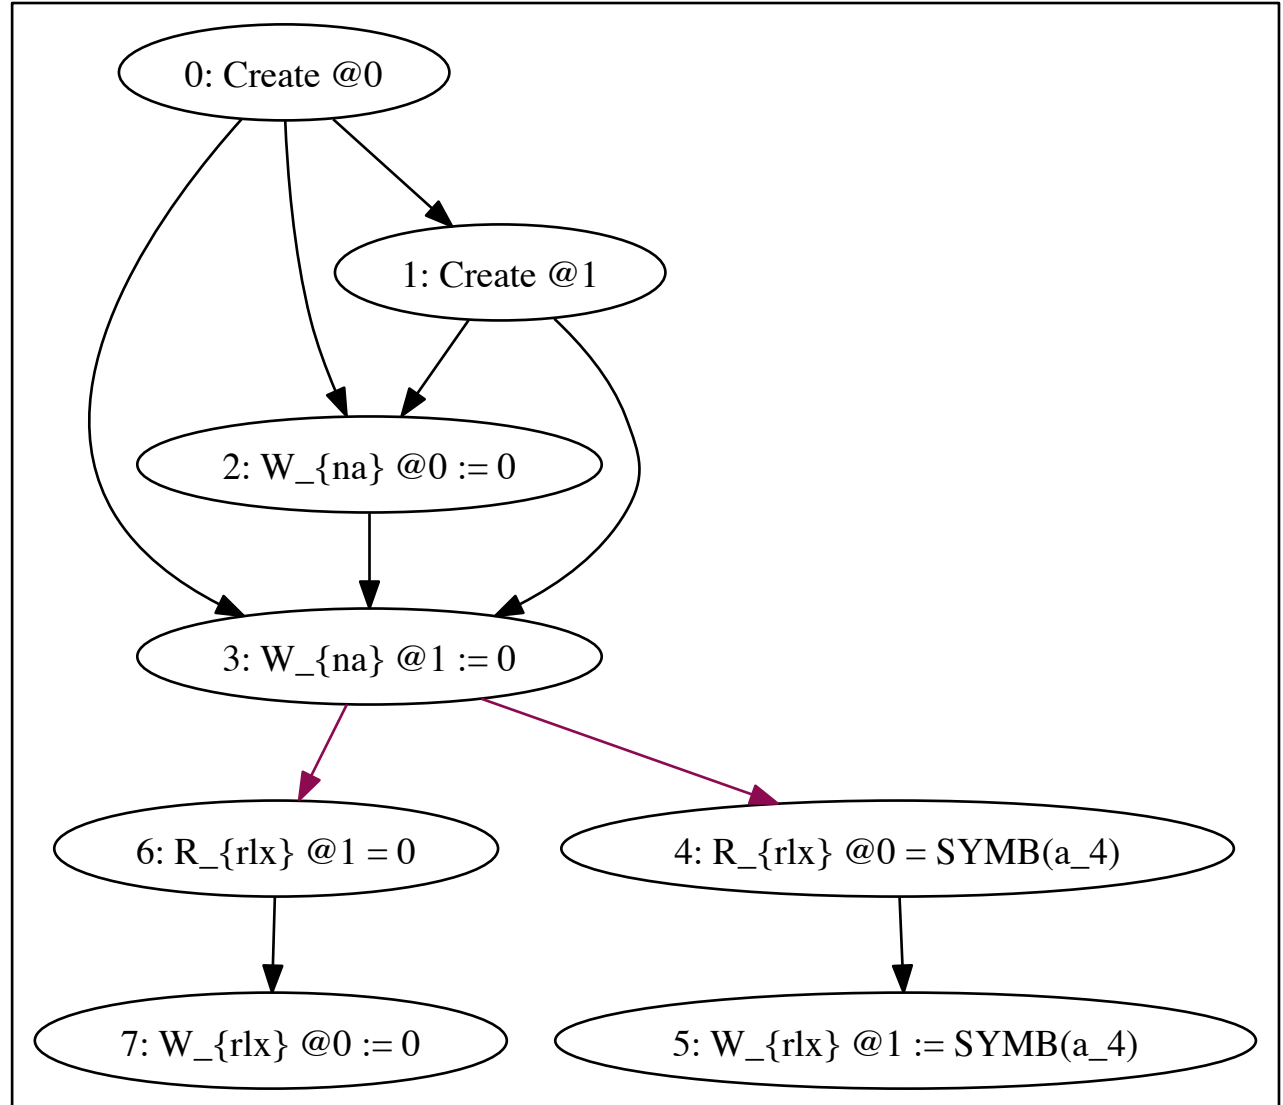 0: Create @0
1: Create @1
2: W_{na} @0 := 0
3: W_{na} @1 := 0
6: R_{rlx} @1 = 0
4: R_{rlx} @0 = SYMB(a_4)
7: W_{rlx} @0 := 0
5: W_{rlx} @1 := SYMB(a_4)